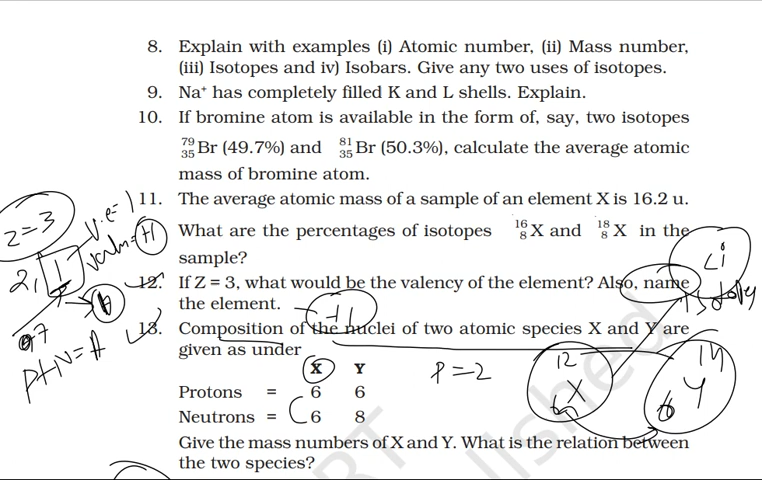 8. Explain with examples (i) Atomic number, (ii) Mass number,
(iii) Isotopes and iv) Isobars. Give any two uses of isotopes.
9. Na⁺ has completely filled K and L shells. Explain.
10. If bromine atom is available in the form of, say, two isotopes
⁷⁹₃₅Br (49.7%) and ⁸¹₃₅Br (50.3%), calculate the average atomic
mass of bromine atom.
11. The average atomic mass of a sample of an element X is 16.2 u.
What are the percentages of isotopes ¹⁶₈X and ¹⁸₈X in the
sample?
12. If Z = 3, what would be the valency of the element? Also, name
the element.
13. Composition of the nuclei of two atomic species X and Y are
given as under
X Y
Protons = 6 6
Neutrons = 6 8
Give the mass numbers of X and Y. What is the relation between
the two species?
Z=3
V.e=1
+1
2, 1
P+N=A
+1
Li
P=Z
12
X
6
14
Y
6